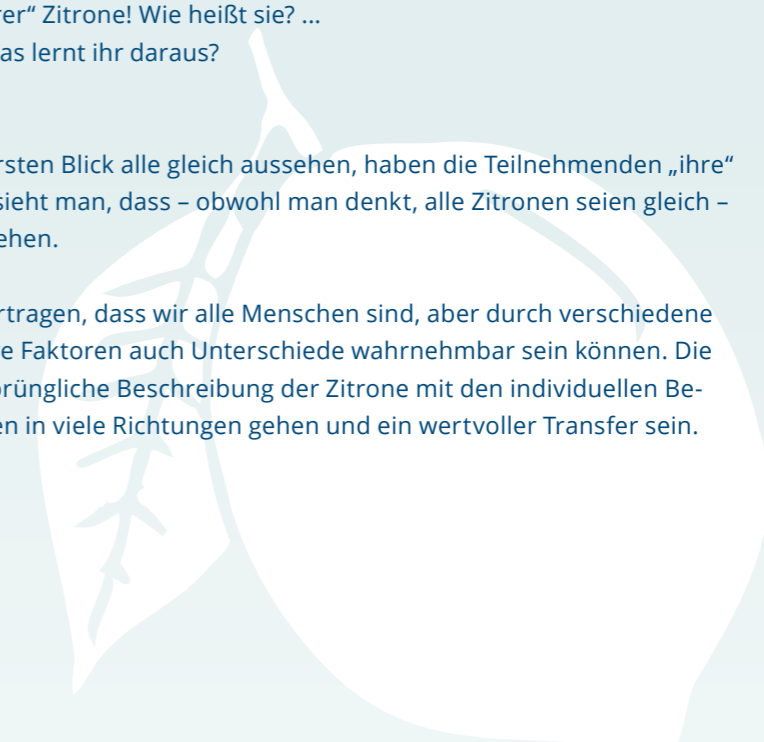 rer“ Zitrone! Wie heißt sie? ...
as lernt ihr daraus?
rsten Blick alle gleich aussehen, haben die Teilnehmenden „ihre“
sieht man, dass – obwohl man denkt, alle Zitronen seien gleich –
ehen.
rtragen, dass wir alle Menschen sind, aber durch verschiedene
e Faktoren auch Unterschiede wahrnehmbar sein können. Die
prüngliche Beschreibung der Zitrone mit den individuellen Be-
en in viele Richtungen gehen und ein wertvoller Transfer sein.